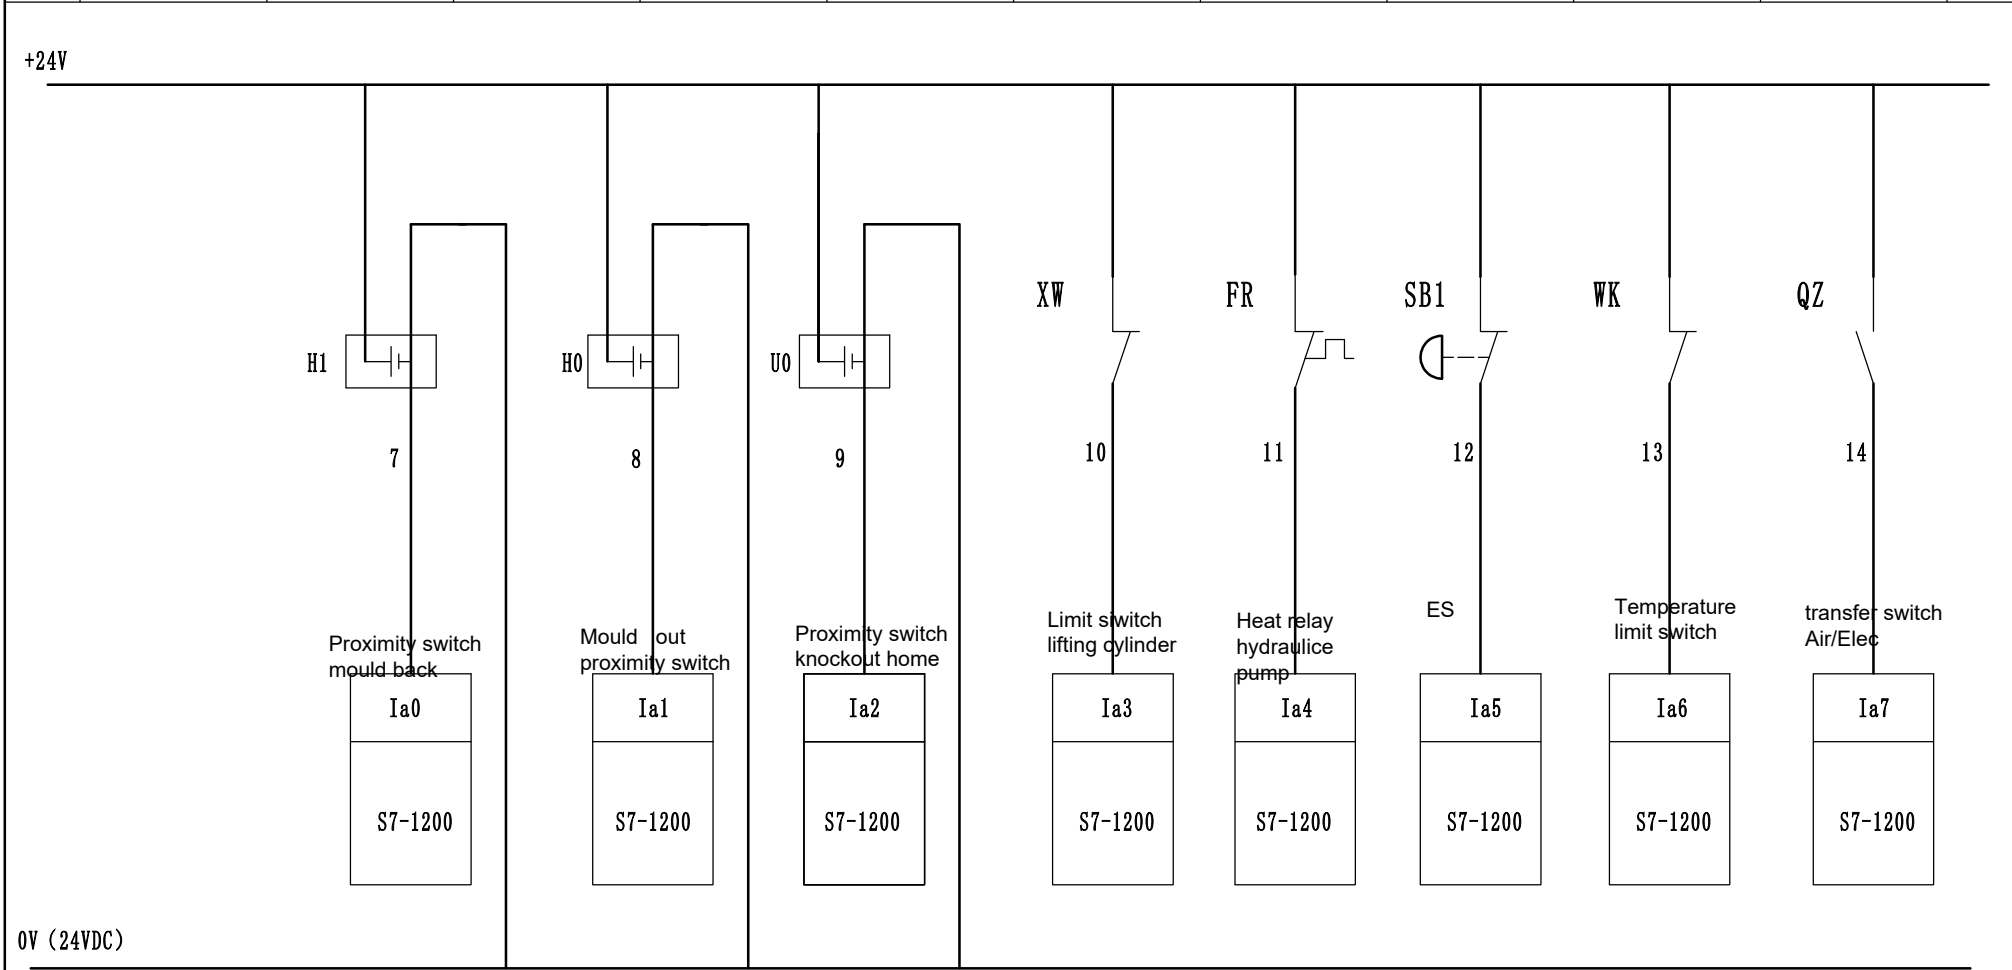 +24V
XW
FR
SB1
WK
QZ
H1
H0
U0
7
8
9
10
11
12
13
14
Proximity switch
mould back
Mould out
proximity switch
Proximity switch
knockout home
Limit siwitch
lifting cylinder
Heat relay
hydraulice
pump
ES
Temperature
limit switch
transfer switch
Air/Elec
Ia0
Ia1
Ia2
Ia3
Ia4
Ia5
Ia6
Ia7
S7-1200
S7-1200
S7-1200
S7-1200
S7-1200
S7-1200
S7-1200
S7-1200
0V (24VDC)